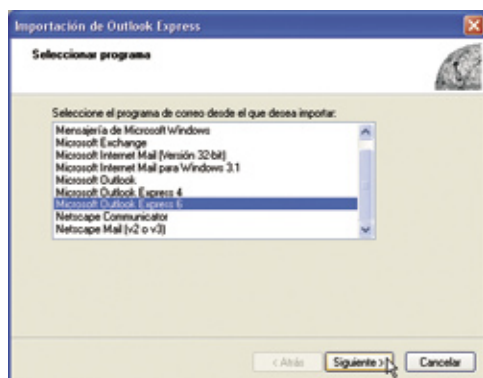 Importación de Outlook Express
Seleccionar programa
Seleccione el programa de correo desde el que desea importar:
Mensajería de Microsoft Windows
Microsoft Exchange
Microsoft Internet Mail (Versión 32-bit)
Microsoft Internet Mail para Windows 3.1
Microsoft Outlook
Microsoft Outlook Express 4
Microsoft Outlook Express 6
Netscape Communicator
Netscape Mail (v2 o v3)
< Atrás Siguiente > Cancelar